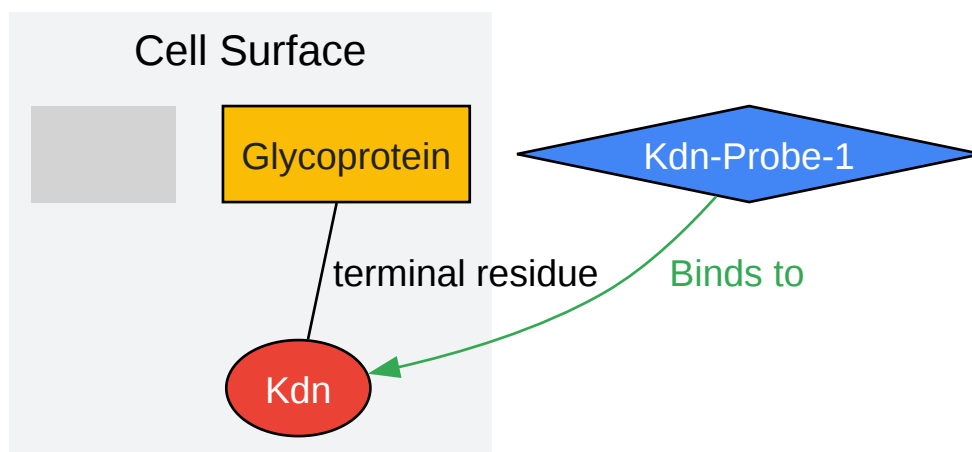 Cell Surface
Glycoprotein
Kdn-Probe-1
terminal residue
Binds to
Kdn